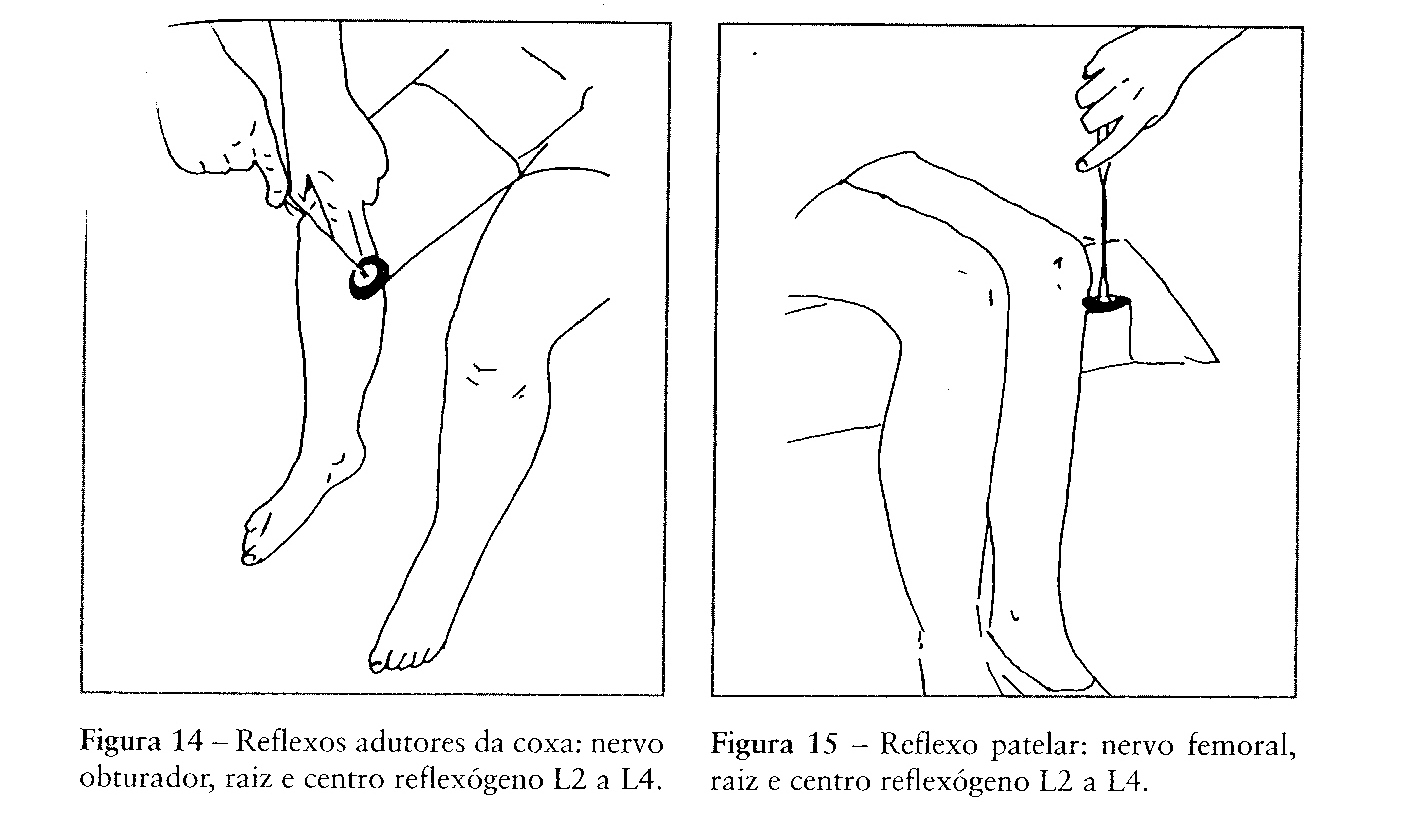 Figura 14 – Reflexos adutores da coxa: nervo
obturador, raiz e centro reflexógeno L2 a L4.
Figura 15 – Reflexo patelar: nervo femoral,
raiz e centro reflexógeno L2 a L4.